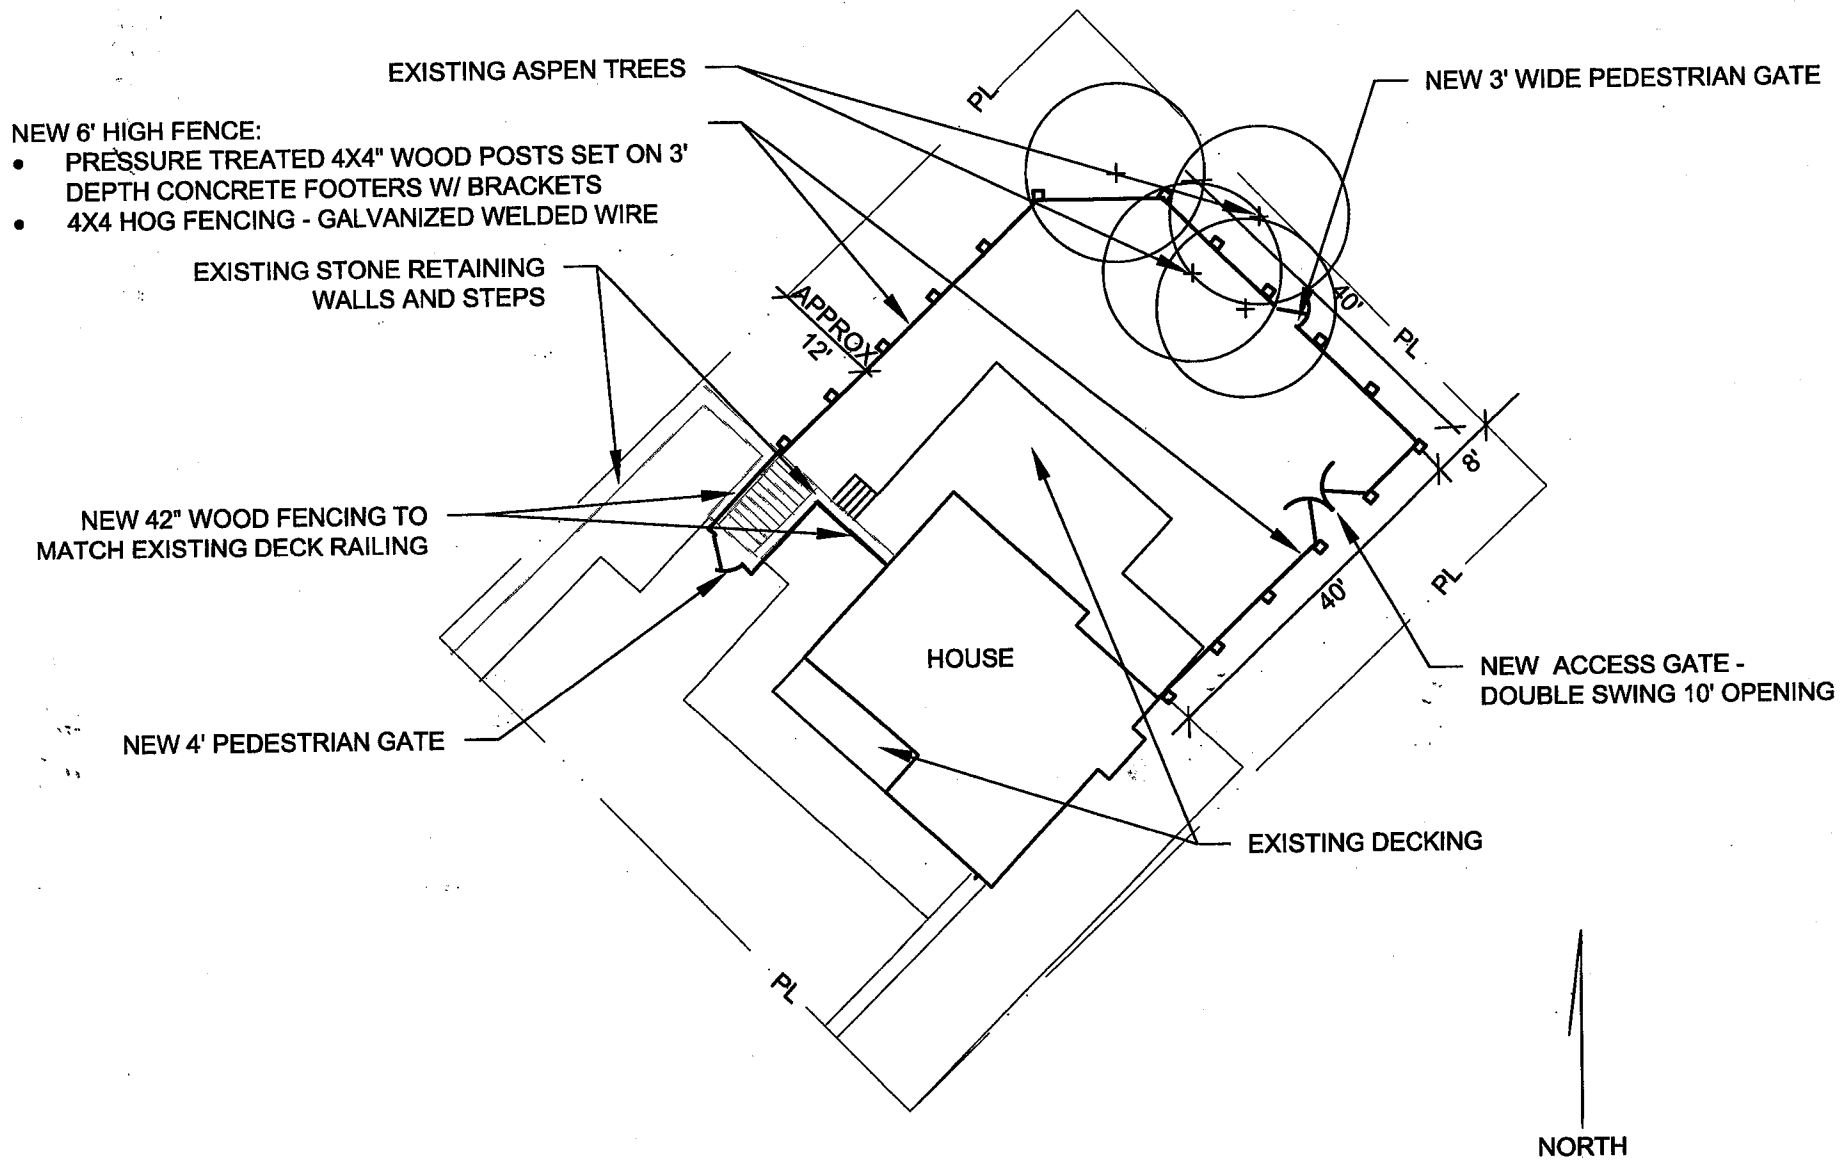 EXISTING ASPEN TREES
NEW 3' WIDE PEDESTRIAN GATE
PL
NEW 6' HIGH FENCE:
• PRESSURE TREATED 4X4" WOOD POSTS SET ON 3'
DEPTH CONCRETE FOOTERS W/ BRACKETS
• 4X4 HOG FENCING - GALVANIZED WELDED WIRE
EXISTING STONE RETAINING
WALLS AND STEPS
APPROX
12'
40'
PL
8'
NEW 42" WOOD FENCING TO
MATCH EXISTING DECK RAILING
PL
40'
HOUSE
NEW ACCESS GATE -
DOUBLE SWING 10' OPENING
NEW 4' PEDESTRIAN GATE
EXISTING DECKING
PL
NORTH